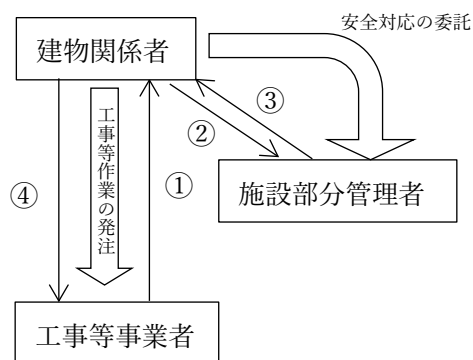 安全対応の委託
建物関係者
③
②
工事等作業の発注
①
④
施設部分管理者
工事等事業者